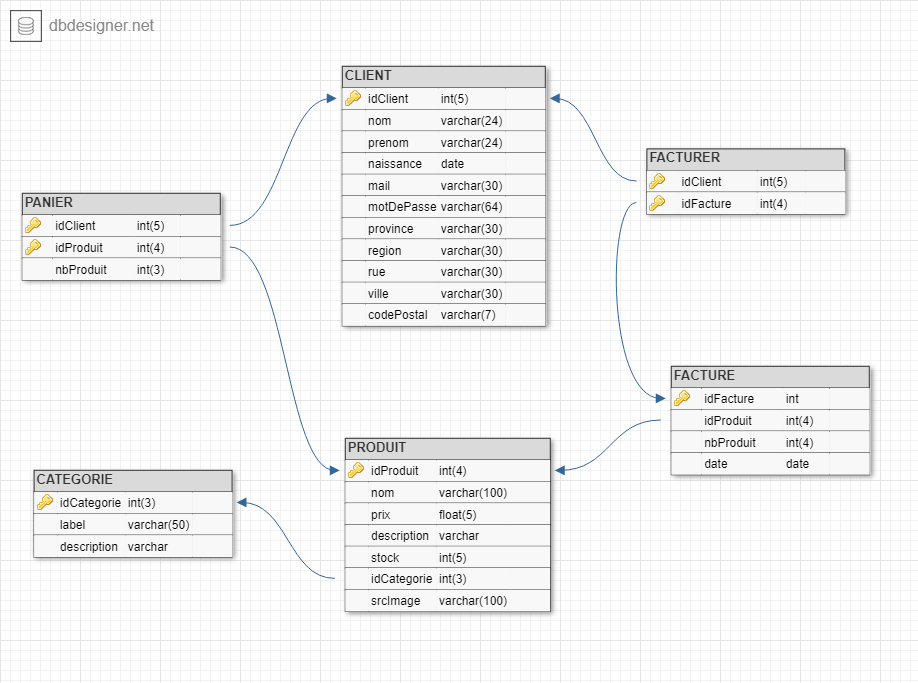 dbdesigner.net
CLIENT
idClient int(5)
nom varchar(24)
prenom varchar(24)
naissance date
mail varchar(30)
motDePasse varchar(64)
province varchar(30)
region varchar(30)
rue varchar(30)
ville varchar(30)
codePostal varchar(7)
FACTURER
idClient int(5)
idFacture int(4)
PANIER
idClient int(5)
idProduit int(4)
nbProduit int(3)
FACTURE
idFacture int
idProduit int(4)
nbProduit int(4)
date date
PRODUIT
idProduit int(4)
nom varchar(100)
prix float(5)
description varchar
stock int(5)
idCategorie int(3)
srcImage varchar(100)
CATEGORIE
idCategorie int(3)
label varchar(50)
description varchar